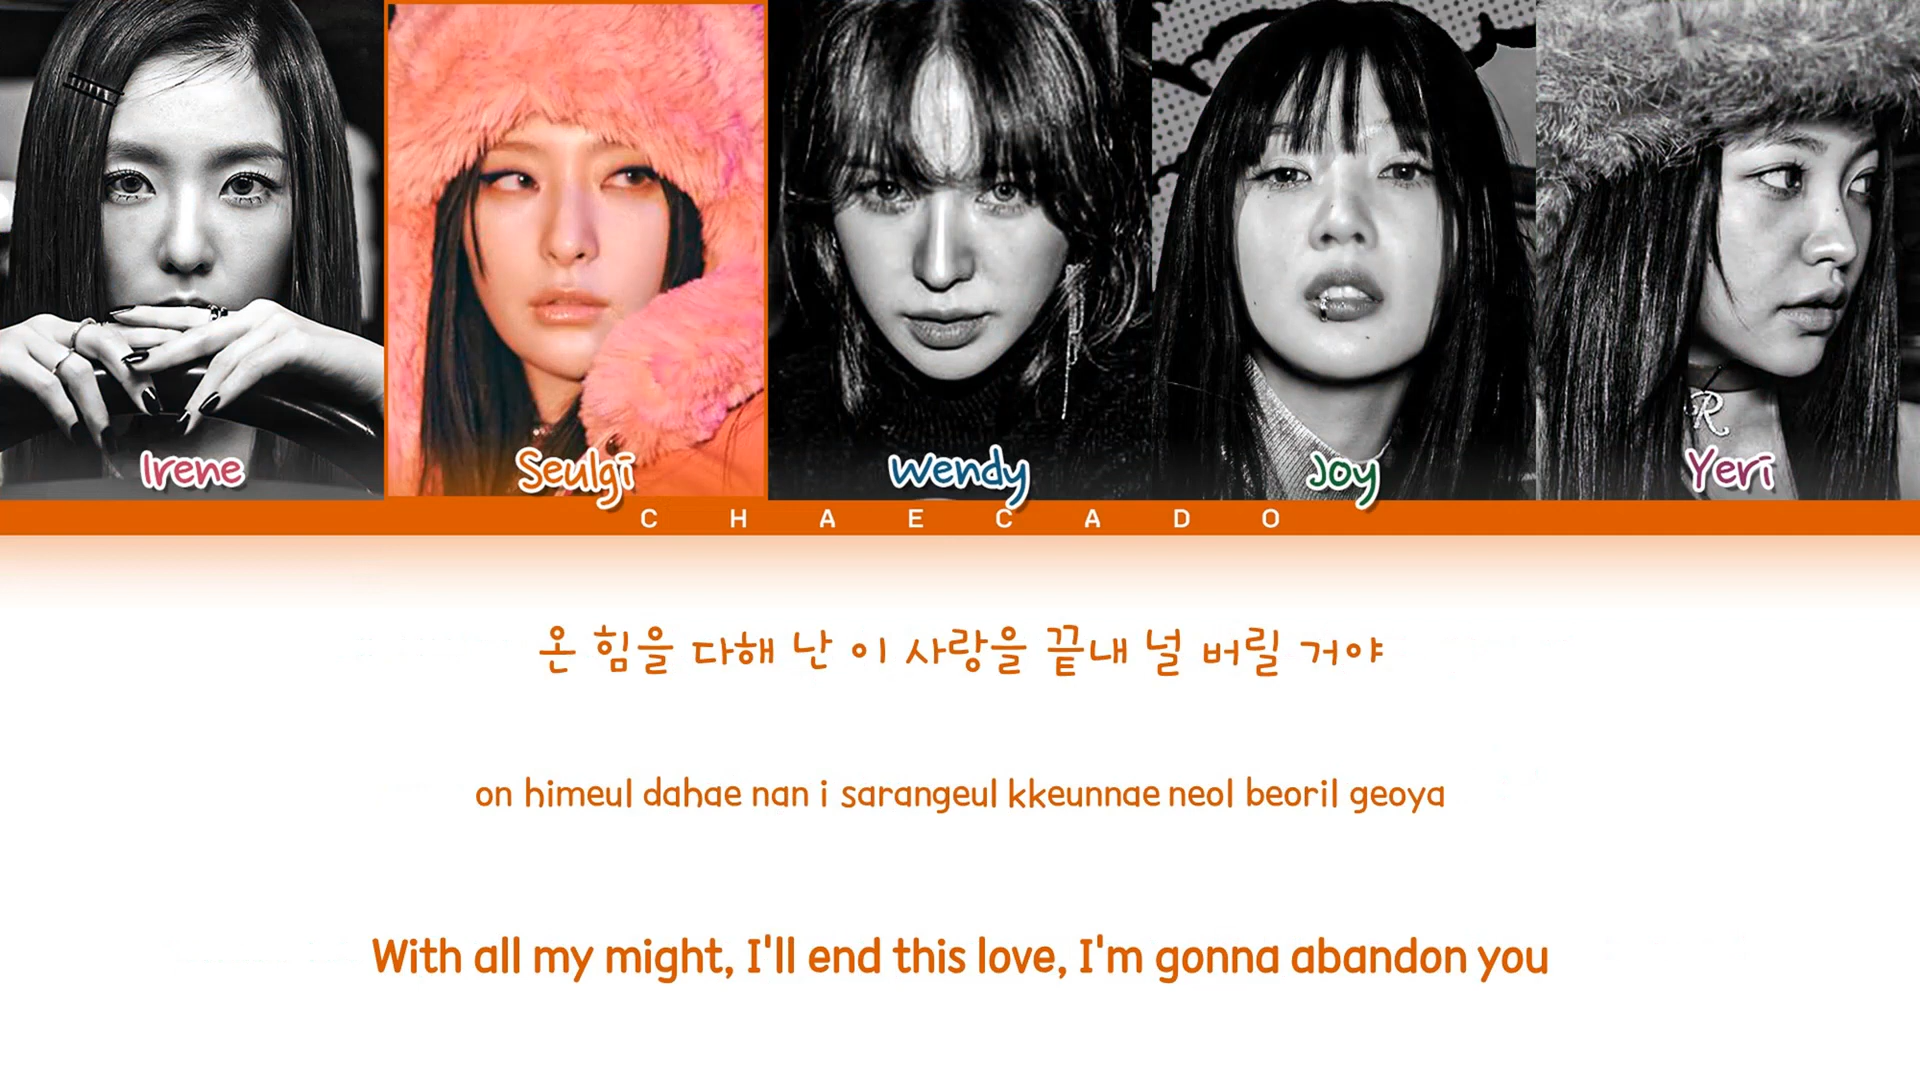 Irene Seulgi Wendy Joy Yeri
CHAECADO
온 힘을 다해 난 이 사랑을 끝내 널 버릴 거야
on himeul dahae nan i sarangeul kkeunnae neol beoril geoya
With all my might, I'll end this love, I'm gonna abandon you
R